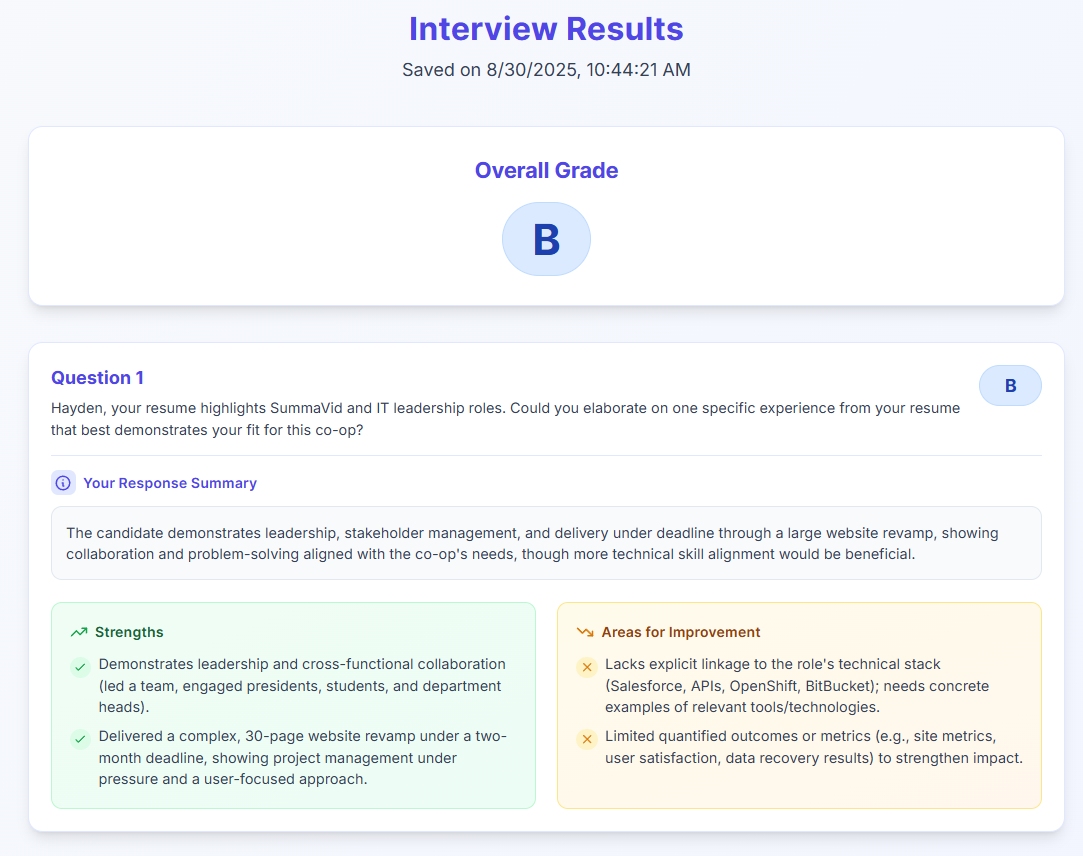 Interview Results
Saved on 8/30/2025, 10:44:21 AM
Overall Grade
B
Question 1
B
Hayden, your resume highlights SummaVid and IT leadership roles. Could you elaborate on one specific experience from your resume
that best demonstrates your fit for this co-op?
Your Response Summary
The candidate demonstrates leadership, stakeholder management, and delivery under deadline through a large website revamp, showing
collaboration and problem-solving aligned with the co-op's needs, though more technical skill alignment would be beneficial.
Strengths
Demonstrates leadership and cross-functional collaboration
(led a team, engaged presidents, students, and department
heads).
Delivered a complex, 30-page website revamp under a two-
month deadline, showing project management under
pressure and a user-focused approach.
Areas for Improvement
Lacks explicit linkage to the role's technical stack
(Salesforce, APIs, OpenShift, BitBucket); needs concrete
examples of relevant tools/technologies.
Limited quantified outcomes or metrics (e.g., site metrics,
user satisfaction, data recovery results) to strengthen impact.